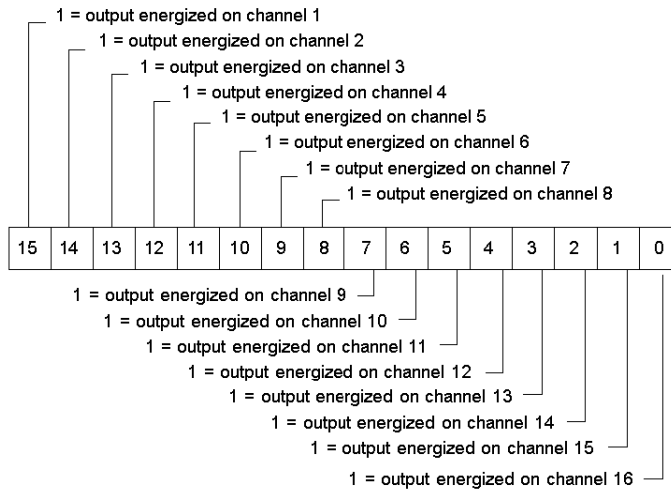 1 = output energized on channel 1
1 = output energized on channel 2
1 = output energized on channel 3
1 = output energized on channel 4
1 = output energized on channel 5
1 = output energized on channel 6
1 = output energized on channel 7
1 = output energized on channel 8
15 14 13 12 11 10 9 8 7 6 5 4 3 2 1 0
1 = output energized on channel 9
1 = output energized on channel 10
1 = output energized on channel 11
1 = output energized on channel 12
1 = output energized on channel 13
1 = output energized on channel 14
1 = output energized on channel 15
1 = output energized on channel 16